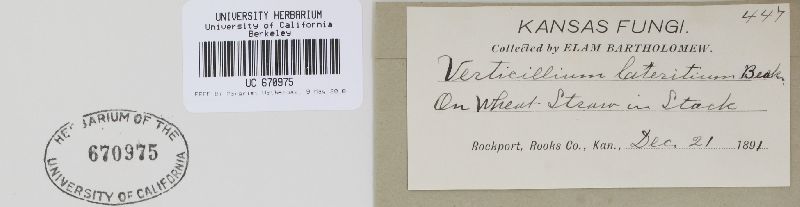 UNIVERSITY HERBARIUM
University of California
Berkeley
UC 670975
HERBARIUM OF THE
670975
UNIVERSITY OF CALIFORNIA
447
KANSAS FUNGI.
Collected by ELAM BARTHOLOMEW.
Verticillium lateritium Berk.
On Wheat Straw in Stack
Rockport, Rooks Co., Kan., Dec. 21 1891